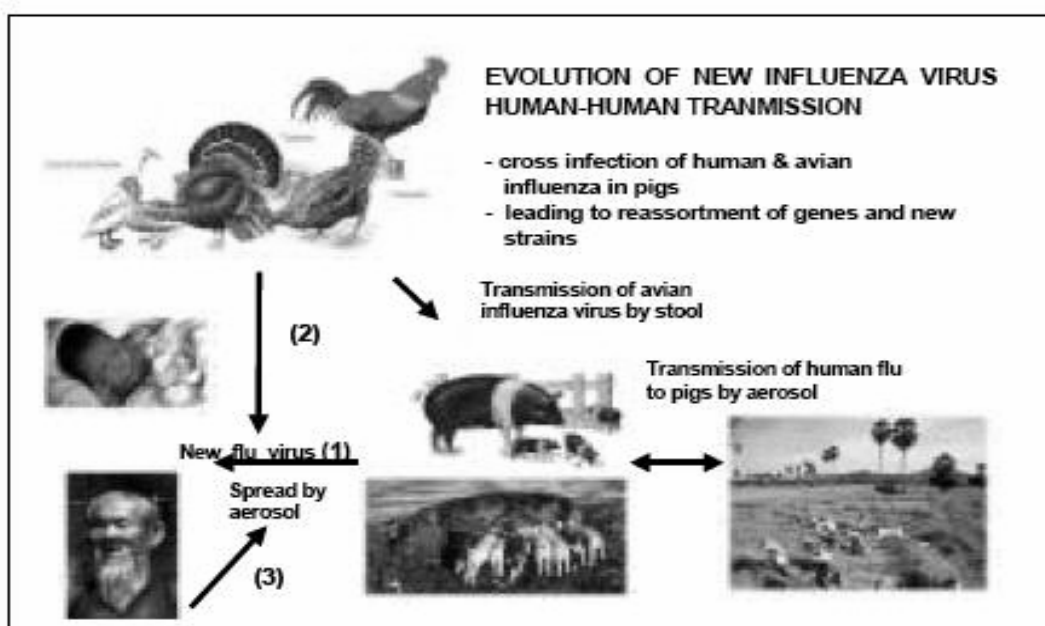 EVOLUTION OF NEW INFLUENZA VIRUS
HUMAN-HUMAN TRANMISSION
- cross infection of human & avian
influenza in pigs
- leading to reassortment of genes and new
strains
Transmission of avian
influenza virus by stool
(2)
Transmission of human flu
to pigs by aerosol
New flu virus (1)
Spread by
aerosol
(3)